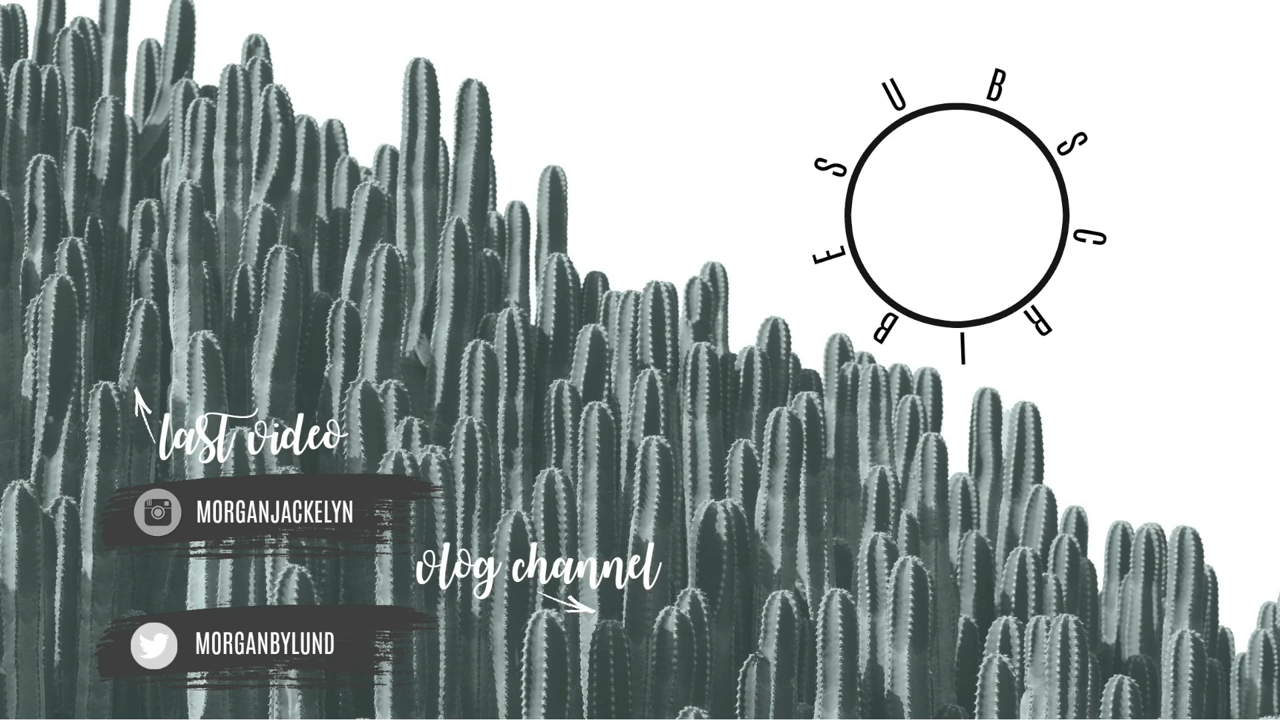 SUBSCRIBE
last video
MORGANJACKELYN
vlog channel
MORGANBYLUND